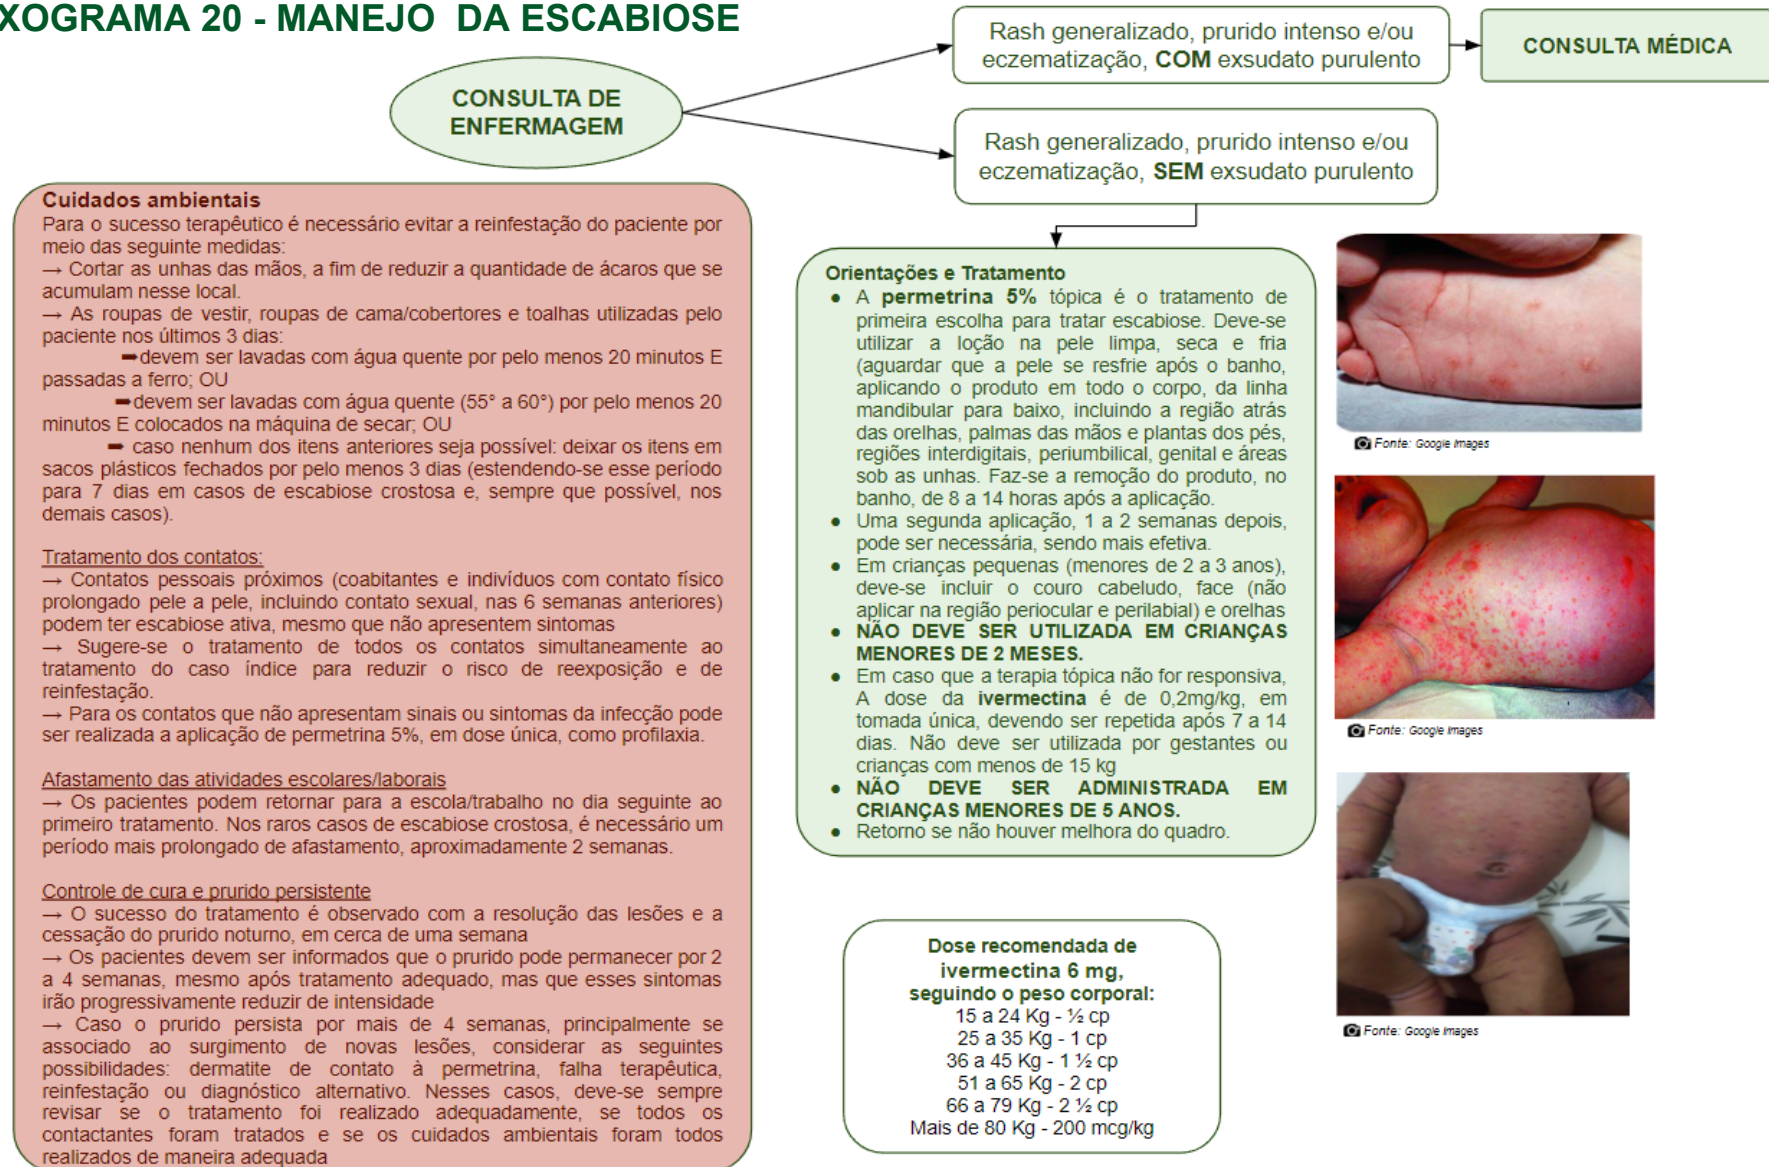 XOGRAMA 20 - MANEJO DA ESCABIOSE
CONSULTA DE
ENFERMAGEM
Rash generalizado, prurido intenso e/ou
eczematização, COM exsudato purulento
CONSULTA MÉDICA
Rash generalizado, prurido intenso e/ou
eczematização, SEM exsudato purulento
Cuidados ambientais
Para o sucesso terapêutico é necessário evitar a reinfestação do paciente por
meio das seguinte medidas:
→ Cortar as unhas das mãos, a fim de reduzir a quantidade de ácaros que se
acumulam nesse local.
→ As roupas de vestir, roupas de cama/cobertores e toalhas utilizadas pelo
paciente nos últimos 3 dias:
➡devem ser lavadas com água quente por pelo menos 20 minutos E
passadas a ferro; OU
➡devem ser lavadas com água quente (55° a 60°) por pelo menos 20
minutos E colocados na máquina de secar; OU
➡ caso nenhum dos itens anteriores seja possível: deixar os itens em
sacos plásticos fechados por pelo menos 3 dias (estendendo-se esse período
para 7 dias em casos de escabiose crostosa e, sempre que possível, nos
demais casos).
Tratamento dos contatos:
→ Contatos pessoais próximos (coabitantes e indivíduos com contato físico
prolongado pele a pele, incluindo contato sexual, nas 6 semanas anteriores)
podem ter escabiose ativa, mesmo que não apresentem sintomas
→ Sugere-se o tratamento de todos os contatos simultaneamente ao
tratamento do caso índice para reduzir o risco de reexposição e de
reinfestação.
→ Para os contatos que não apresentam sinais ou sintomas da infecção pode
ser realizada a aplicação de permetrina 5%, em dose única, como profilaxia.
Afastamento das atividades escolares/laborais
→ Os pacientes podem retornar para a escola/trabalho no dia seguinte ao
primeiro tratamento. Nos raros casos de escabiose crostosa, é necessário um
período mais prolongado de afastamento, aproximadamente 2 semanas.
Controle de cura e prurido persistente
→ O sucesso do tratamento é observado com a resolução das lesões e a
cessação do prurido noturno, em cerca de uma semana
→ Os pacientes devem ser informados que o prurido pode permanecer por 2
a 4 semanas, mesmo após tratamento adequado, mas que esses sintomas
irão progressivamente reduzir de intensidade
→ Caso o prurido persista por mais de 4 semanas, principalmente se
associado ao surgimento de novas lesões, considerar as seguintes
possibilidades: dermatite de contato à permetrina, falha terapêutica,
reinfestação ou diagnóstico alternativo. Nesses casos, deve-se sempre
revisar se o tratamento foi realizado adequadamente, se todos os
contactantes foram tratados e se os cuidados ambientais foram todos
realizados de maneira adequada
Orientações e Tratamento
● A permetrina 5% tópica é o tratamento de
primeira escolha para tratar escabiose. Deve-se
utilizar a loção na pele limpa, seca e fria
(aguardar que a pele se resfrie após o banho,
aplicando o produto em todo o corpo, da linha
mandibular para baixo, incluindo a região atrás
das orelhas, palmas das mãos e plantas dos pés,
regiões interdigitais, periumbilical, genital e áreas
sob as unhas. Faz-se a remoção do produto, no
banho, de 8 a 14 horas após a aplicação.
● Uma segunda aplicação, 1 a 2 semanas depois,
pode ser necessária, sendo mais efetiva.
● Em crianças pequenas (menores de 2 a 3 anos),
deve-se incluir o couro cabeludo, face (não
aplicar na região periocular e perilabial) e orelhas
● NÃO DEVE SER UTILIZADA EM CRIANÇAS
MENORES DE 2 MESES.
● Em caso que a terapia tópica não for responsiva,
A dose da ivermectina é de 0,2mg/kg, em
tomada única, devendo ser repetida após 7 a 14
dias. Não deve ser utilizada por gestantes ou
crianças com menos de 15 kg
● NÃO DEVE SER ADMINISTRADA EM
CRIANÇAS MENORES DE 5 ANOS.
● Retorno se não houver melhora do quadro.
Fonte: Google Images
Fonte: Google Images
Fonte: Google Images
Dose recomendada de
ivermectina 6 mg,
seguindo o peso corporal:
15 a 24 Kg - ½ cp
25 a 35 Kg - 1 cp
36 a 45 Kg - 1 ½ cp
51 a 65 Kg - 2 cp
66 a 79 Kg - 2 ½ cp
Mais de 80 Kg - 200 mcg/kg